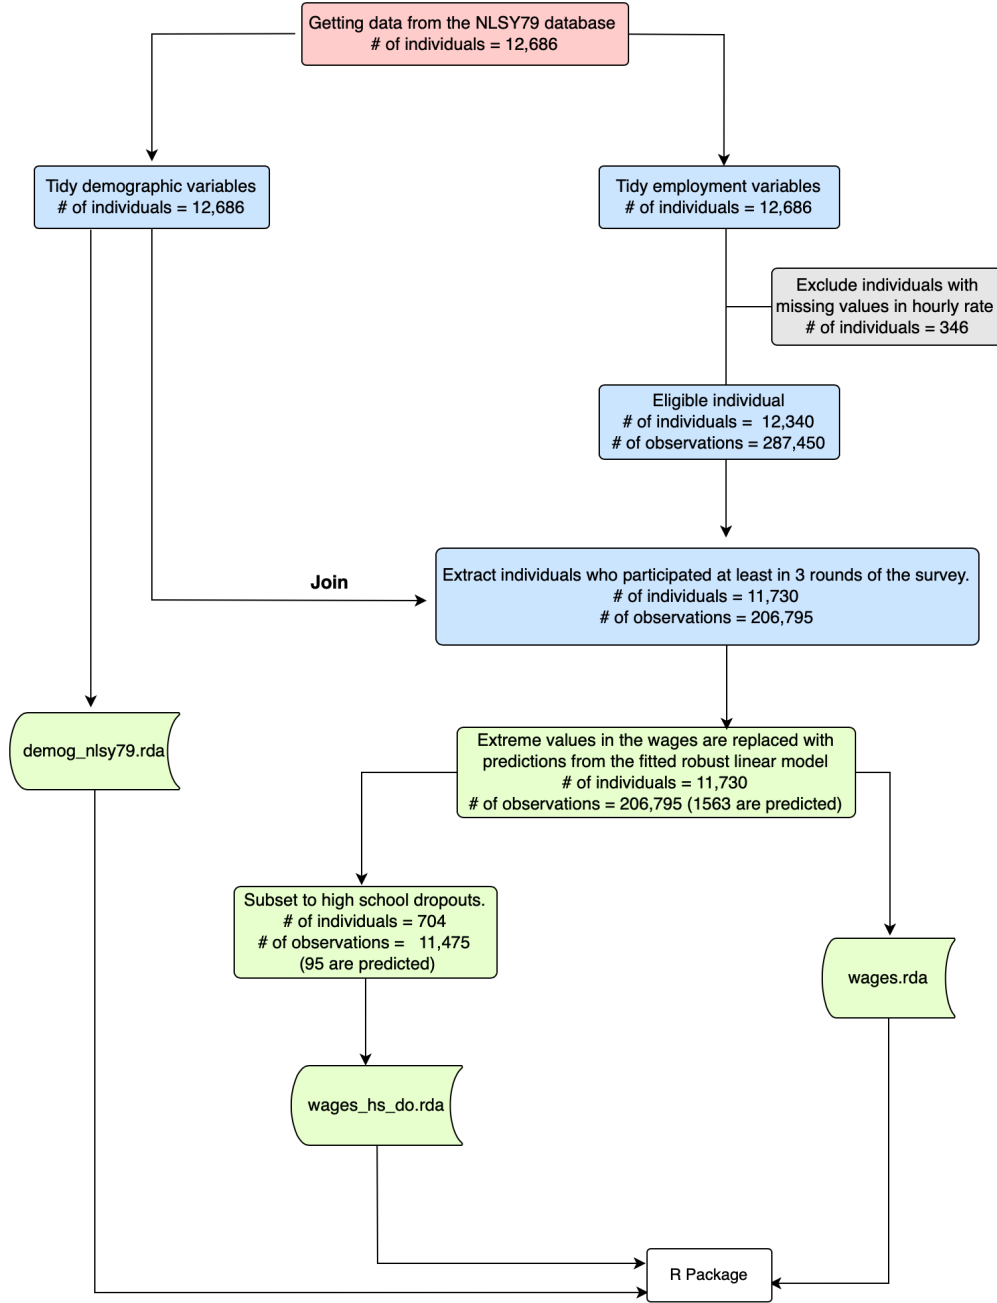 Getting data from the NLSY79 database
# of individuals = 12,686
Tidy demographic variables
# of individuals = 12,686
Tidy employment variables
# of individuals = 12,686
Exclude individuals with
missing values in hourly rate
# of individuals = 346
Eligible individual
# of individuals =  12,340
# of observations = 287,450
Join
Extract individuals who participated at least in 3 rounds of the survey.
# of individuals = 11,730
# of observations = 206,795
demog_nlsy79.rda
Extreme values in the wages are replaced with
predictions from the fitted robust linear model
# of individuals = 11,730
# of observations = 206,795 (1563 are predicted)
Subset to high school dropouts.
# of individuals = 704
# of observations =   11,475
(95 are predicted)
wages.rda
wages_hs_do.rda
R Package